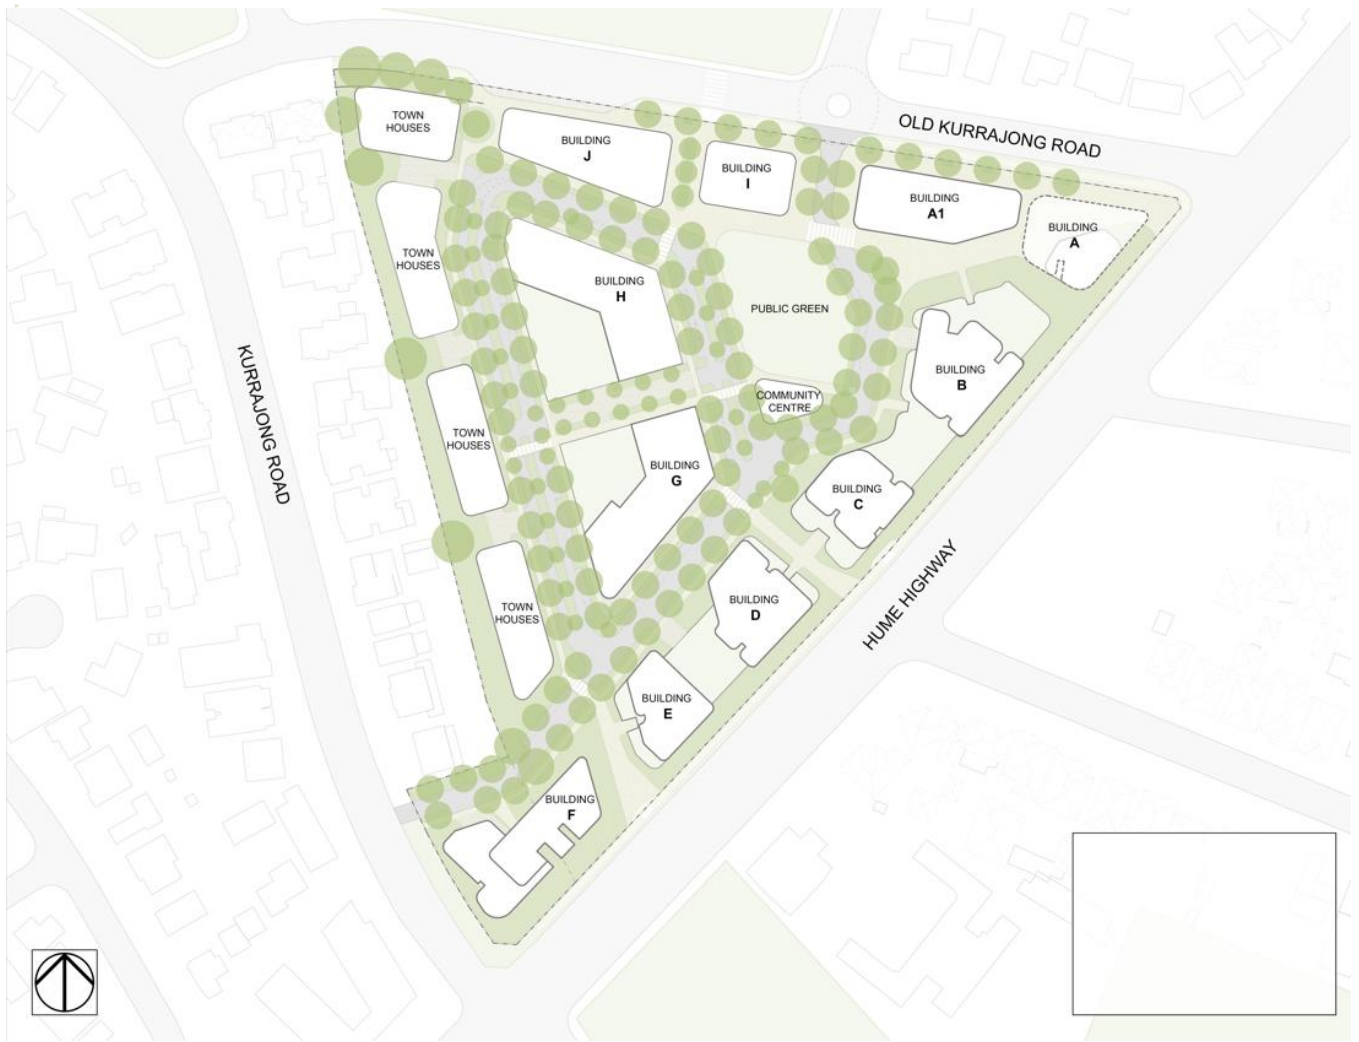 OLD KURRAJONG ROAD
TOWN
HOUSES
BUILDING
J
BUILDING
I
BUILDING
A1
BUILDING
A
TOWN
HOUSES
BUILDING
H
PUBLIC GREEN
BUILDING
B
COMMUNITY
CENTRE
KURRAJONG ROAD
TOWN
HOUSES
BUILDING
G
BUILDING
C
HUME HIGHWAY
TOWN
HOUSES
BUILDING
D
BUILDING
E
BUILDING
F